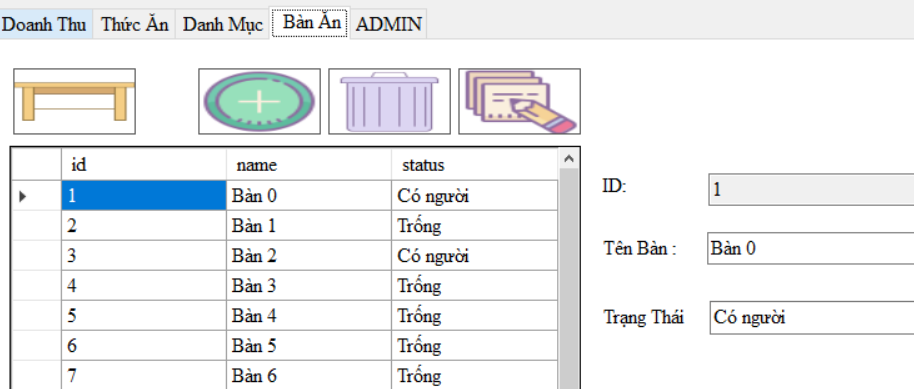 Doanh Thu Thức Ăn Danh Mục Bàn Ăn ADMIN
id name status
1 Bàn 0 Có người
2 Bàn 1 Trống
3 Bàn 2 Có người
4 Bàn 3 Trống
5 Bàn 4 Trống
6 Bàn 5 Trống
7 Bàn 6 Trống
ID: 1
Tên Bàn : Bàn 0
Trạng Thái Có người